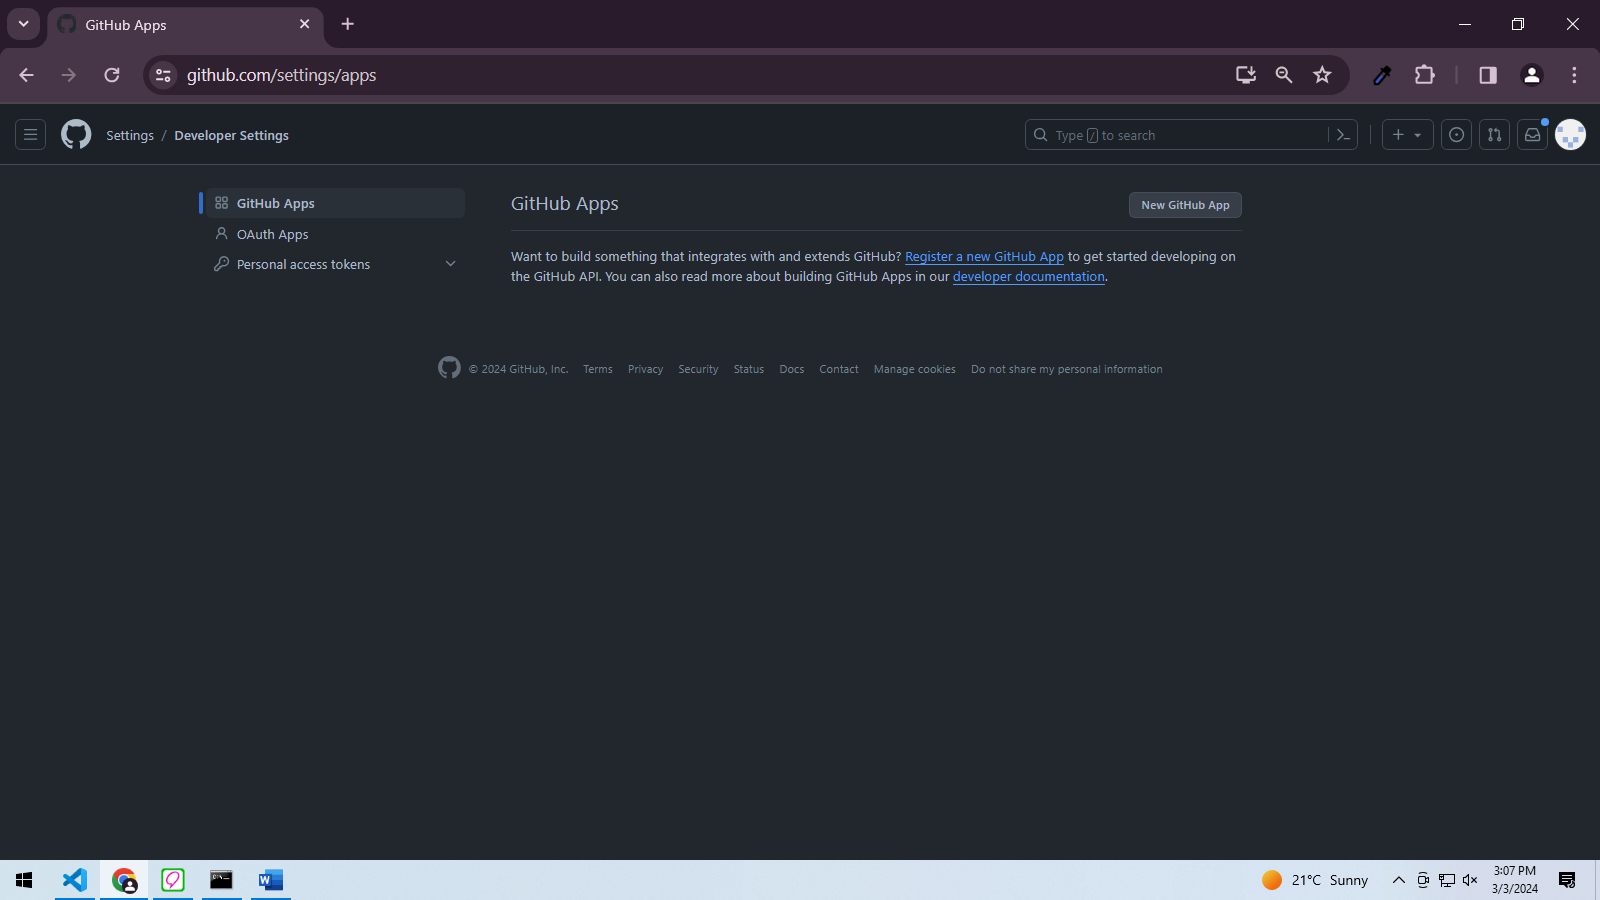 GitHub Apps
github.com/settings/apps
Settings / Developer Settings
Type / to search
GitHub Apps
OAuth Apps
Personal access tokens
GitHub Apps
New GitHub App
Want to build something that integrates with and extends GitHub? Register a new GitHub App to get started developing on
the GitHub API. You can also read more about building GitHub Apps in our developer documentation.
© 2024 GitHub, Inc. Terms Privacy Security Status Docs Contact Manage cookies Do not share my personal information
21°C Sunny
3:07 PM
3/3/2024